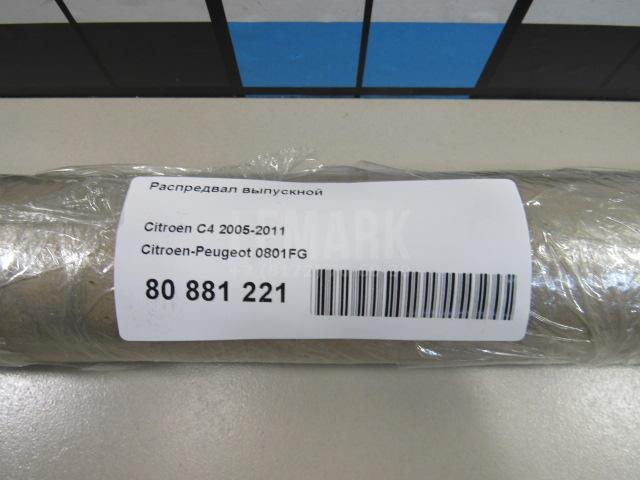 Распредвал выпускной
Citroen C4 2005-2011
Citroen-Peugeot 0801FG
80 881 221